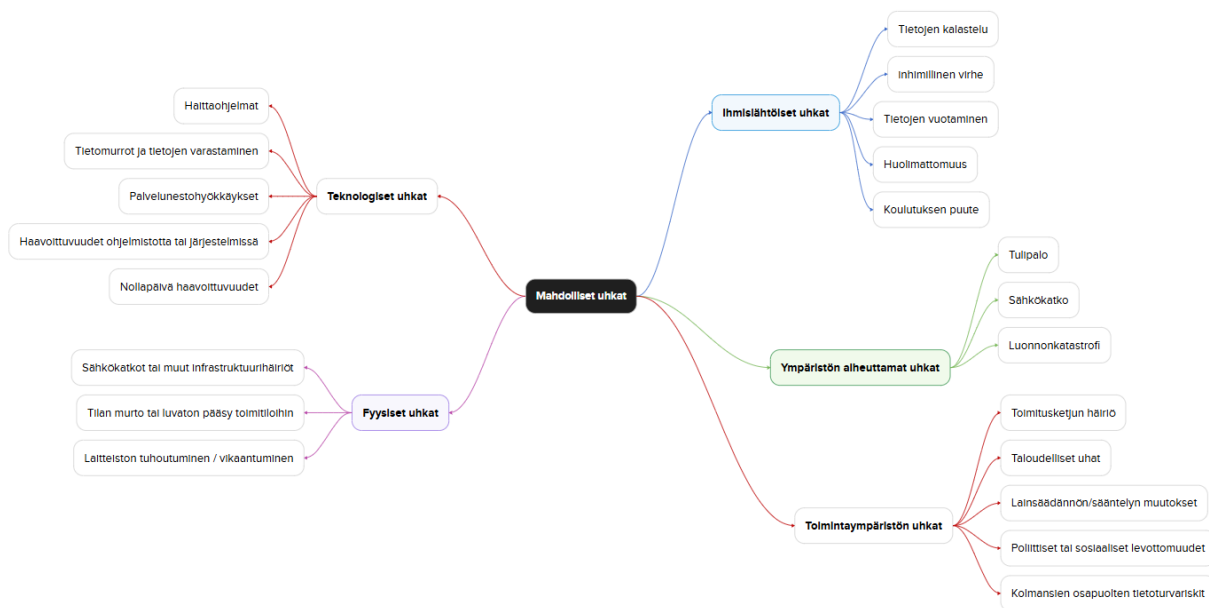 Mahdolliset uhkat
Teknologiset uhkat
Haittaohjelmat
Tietomurrot ja tietojen varastaminen
Palvelunestohyökkäykset
Haavoittuvuudet ohjelmistotta tai järjestelmissä
Nollapäivä haavoittuvuudet
Fyysiset uhkat
Sähkökatkot tai muut infrastruktuurihäiriöt
Tilan murto tai luvaton pääsy toimitiloihin
Laitteiston tuhoutuminen / vikaantuminen
Ihmislähtöiset uhkat
Tietojen kalastelu
inhimillinen virhe
Tietojen vuotaminen
Huolimattomuus
Koulutuksen puute
Ympäristön aiheuttamat uhkat
Tulipalo
Sähkökatko
Luonnonkatastrofi
Toimintaympäristön uhkat
Toimitusketjun häiriö
Taloudelliset uhat
Lainsäädännön/sääntelyn muutokset
Poliittiset tai sosiaaliset levottomuudet
Kolmansien osapuolten tietoturvariskit